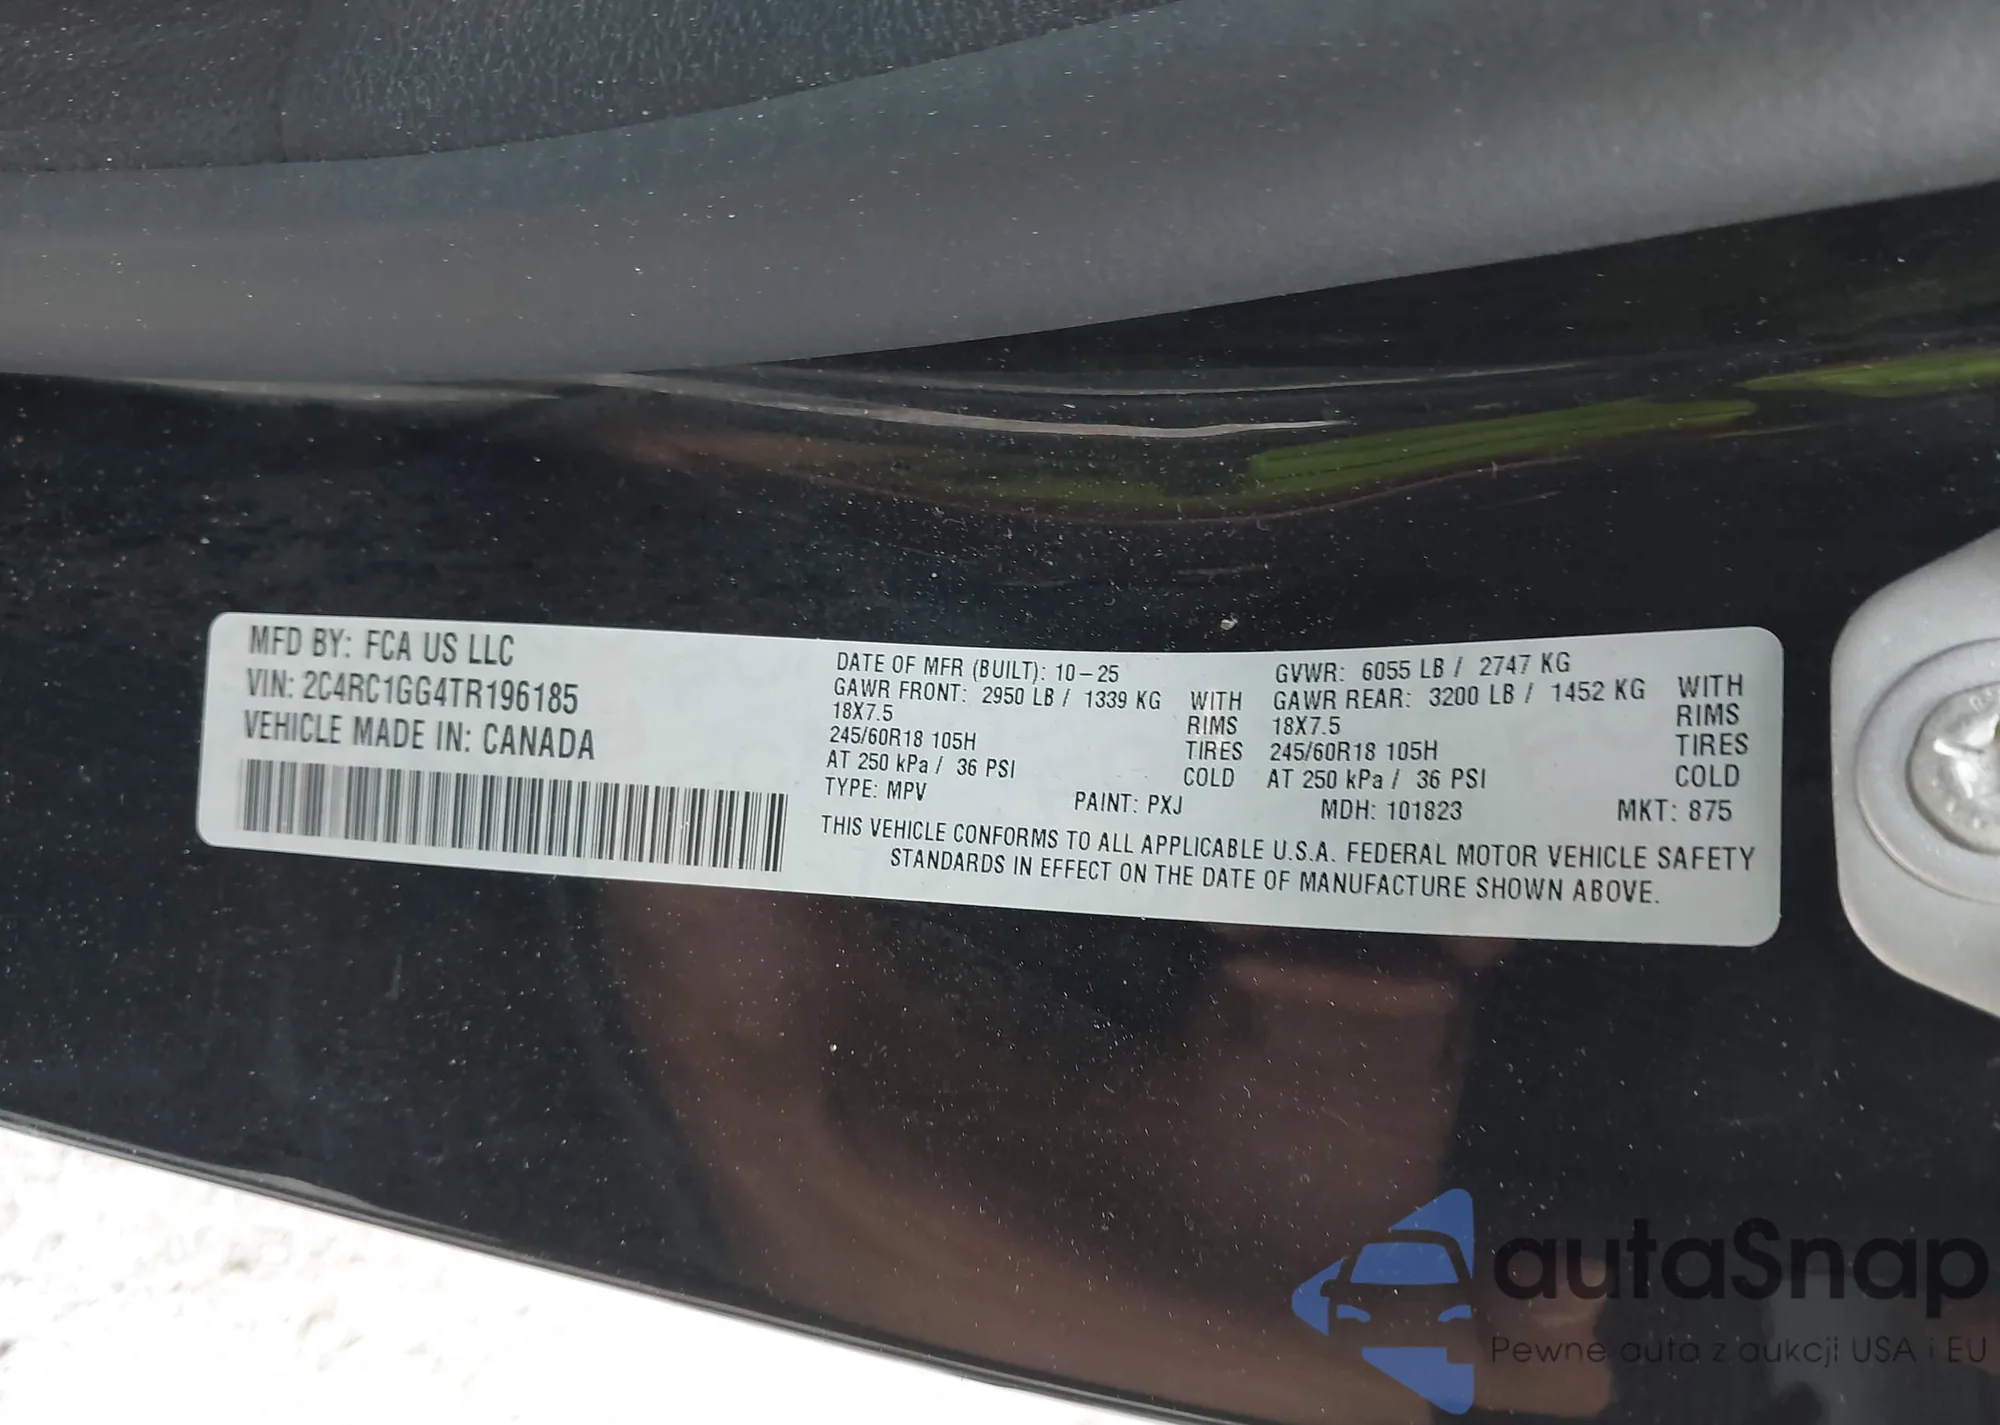 MFD BY: FCA US LLC
VIN: 2C4RC1GG4TR196185
VEHICLE MADE IN: CANADA
DATE OF MFR (BUILT): 10-25 GVWR: 6055 LB / 2747 KG
GAWR FRONT: 2950 LB / 1339 KG WITH GAWR REAR: 3200 LB / 1452 KG WITH
18X7.5 RIMS 18X7.5 RIMS
245/60R18 105H TIRES 245/60R18 105H TIRES
AT 250 kPa / 36 PSI COLD AT 250 kPa / 36 PSI COLD
TYPE: MPV PAINT: PXJ MDH: 101823 MKT: 875
THIS VEHICLE CONFORMS TO ALL APPLICABLE U.S.A. FEDERAL MOTOR VEHICLE SAFETY
STANDARDS IN EFFECT ON THE DATE OF MANUFACTURE SHOWN ABOVE.
autaSnap
Pewne auta z aukcji USA i EU